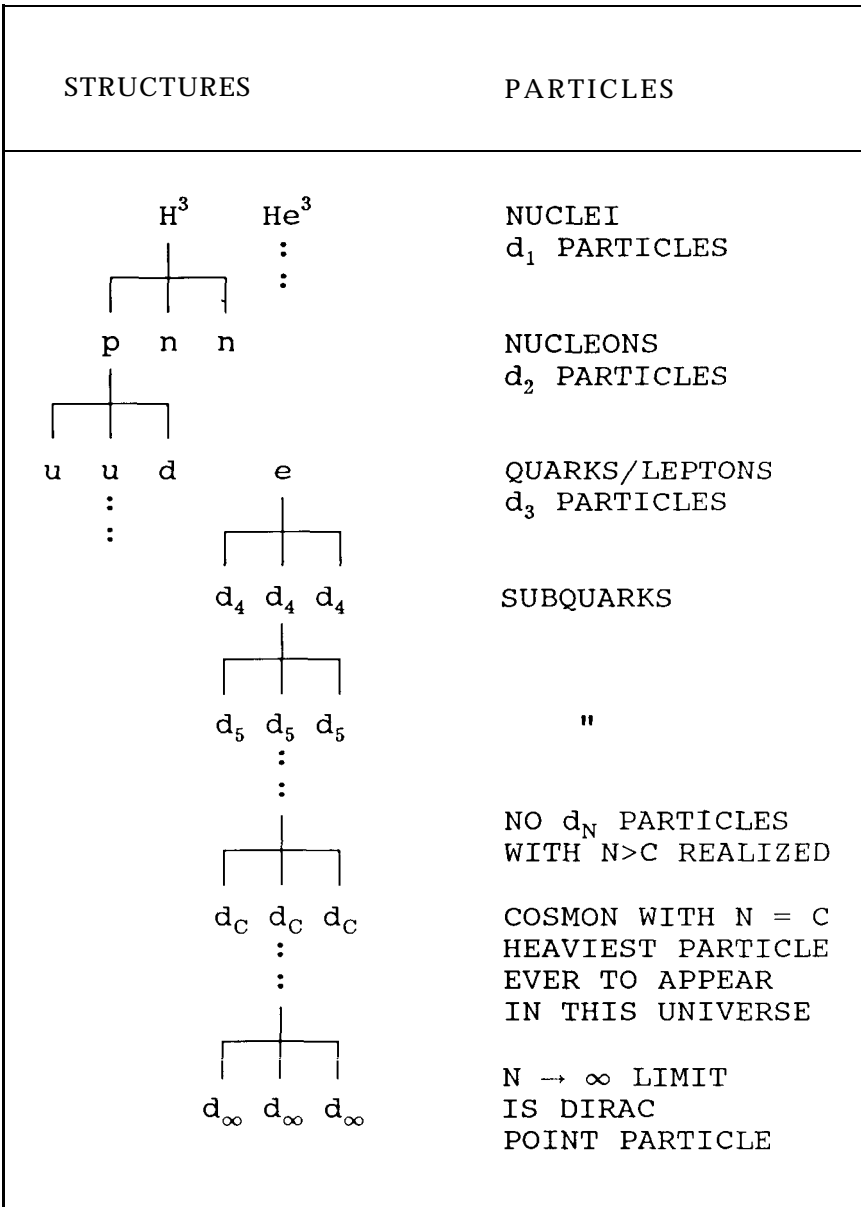 STRUCTURES PARTICLES
H³ He³ NUCLEI
: d₁ PARTICLES
:
p n n NUCLEONS
d₂ PARTICLES
u u d e QUARKS/LEPTONS
: d₃ PARTICLES
:
d₄ d₄ d₄ SUBQUARKS
d₅ d₅ d₅ "
:
:
NO d_N PARTICLES
WITH N>C REALIZED
d_C d_C d_C COSMON WITH N = C
: HEAVIEST PARTICLE
: EVER TO APPEAR
IN THIS UNIVERSE
N → ∞ LIMIT
d_∞ d_∞ d_∞ IS DIRAC
POINT PARTICLE